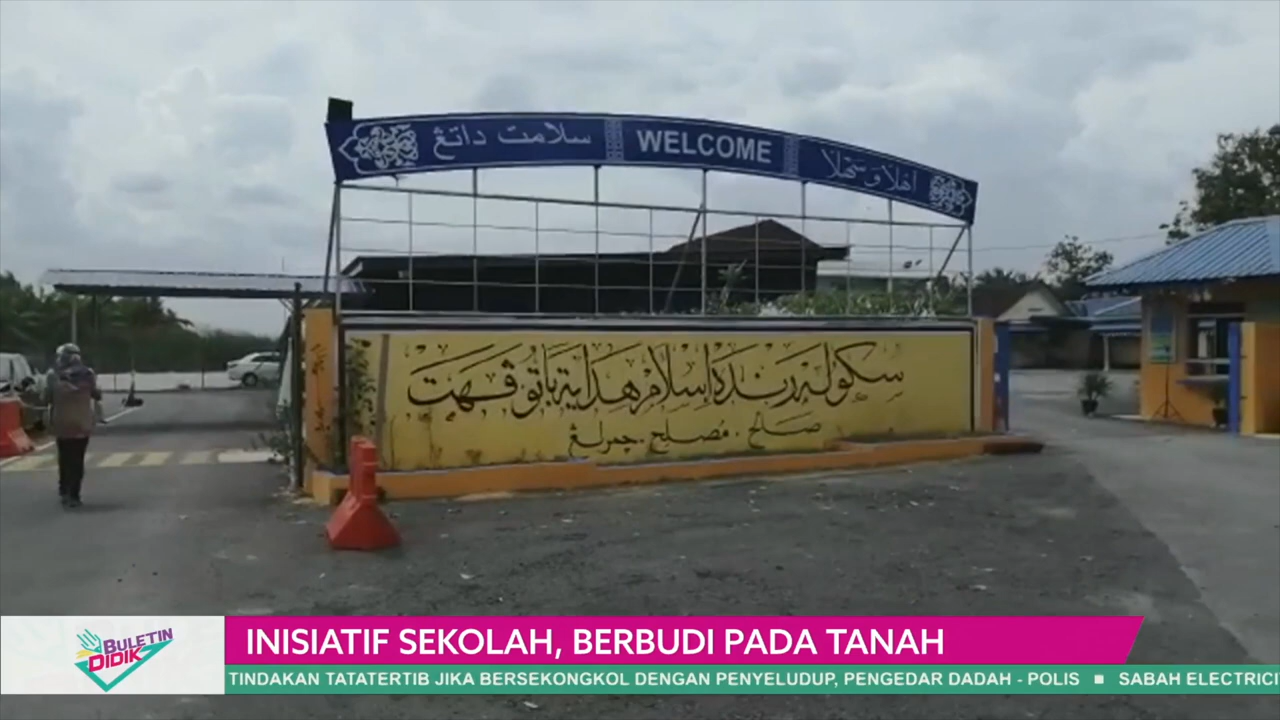 سلامت داتڠ WELCOME اهلا وسهلا
سكوله رنده اسلام هداية باتو ڤهت
صالح . مصلح . چمرلڠ
BULETIN DIDIK
INISIATIF SEKOLAH, BERBUDI PADA TANAH
TINDAKAN TATATERTIB JIKA BERSEKONGKOL DENGAN PENYELUDUP, PENGEDAR DADAH - POLIS ■ SABAH ELECTRICI